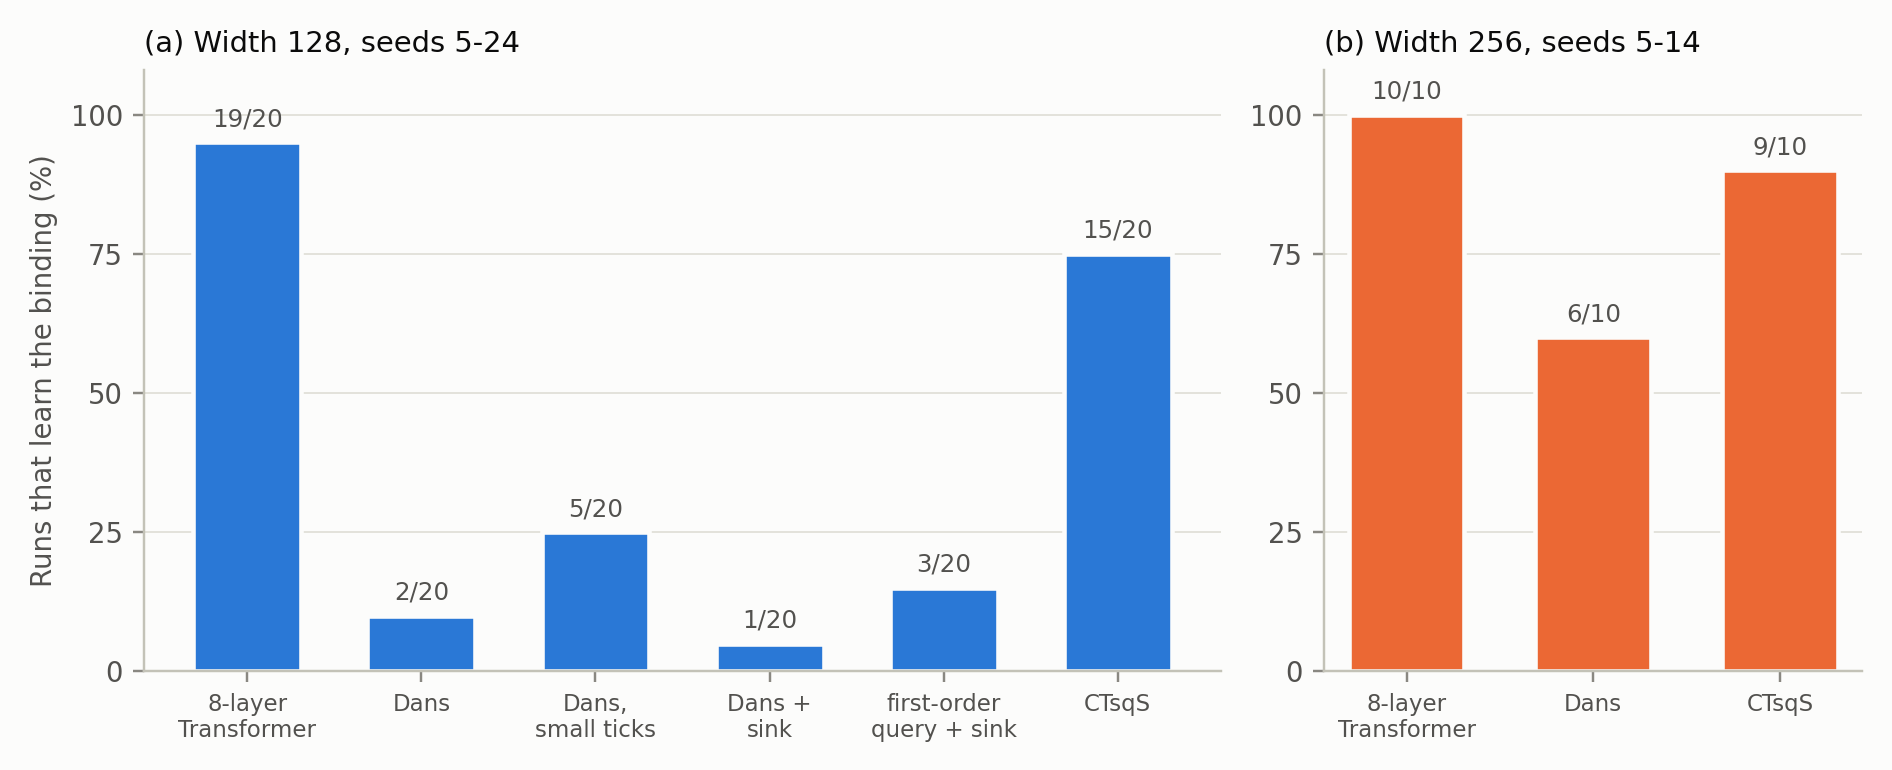 (a) Width 128, seeds 5-24
Runs that learn the binding (%)
100
75
50
25
0
19/20
2/20
5/20
1/20
3/20
15/20
8-layer
Transformer
Dans
Dans,
small ticks
Dans +
sink
first-order
query + sink
CTsqS
(b) Width 256, seeds 5-14
100
75
50
25
0
10/10
6/10
9/10
8-layer
Transformer
Dans
CTsqS